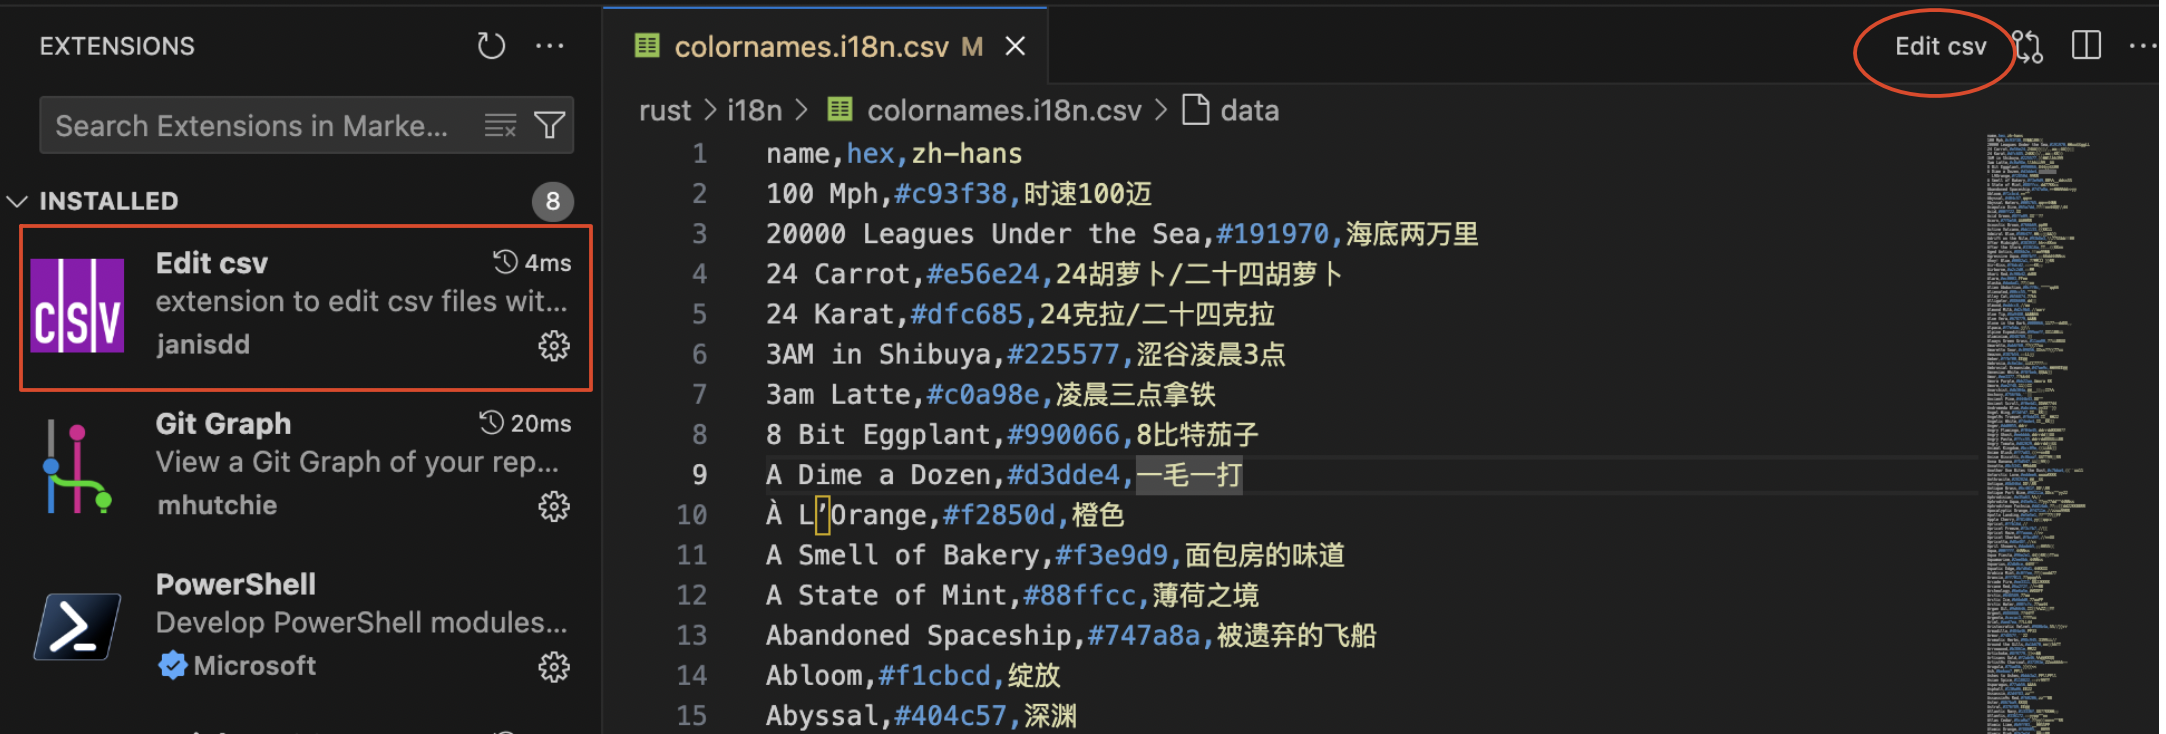 EXTENSIONS
Search Extensions in Marke...
INSTALLED
8
Edit csv
4ms
extension to edit csv files wit...
janisdd
Git Graph
20ms
View a Git Graph of your rep...
mhutchie
PowerShell
Develop PowerShell modules...
Microsoft
colornames.i18n.csv M
Edit csv
rust > i18n > colornames.i18n.csv > data
1 name,hex,zh-hans
2 100 Mph,#c93f38,时速100迈
3 20000 Leagues Under the Sea,#191970,海底两万里
4 24 Carrot,#e56e24,24胡萝卜/二十四胡萝卜
5 24 Karat,#dfc685,24克拉/二十四克拉
6 3AM in Shibuya,#225577,涩谷凌晨3点
7 3am Latte,#c0a98e,凌晨三点拿铁
8 8 Bit Eggplant,#990066,8比特茄子
9 A Dime a Dozen,#d3dde4,一毛一打
10 À L’Orange,#f2850d,橙色
11 A Smell of Bakery,#f3e9d9,面包房的味道
12 A State of Mint,#88ffcc,薄荷之境
13 Abandoned Spaceship,#747a8a,被遗弃的飞船
14 Abloom,#f1cbcd,绽放
15 Abyssal,#404c57,深渊